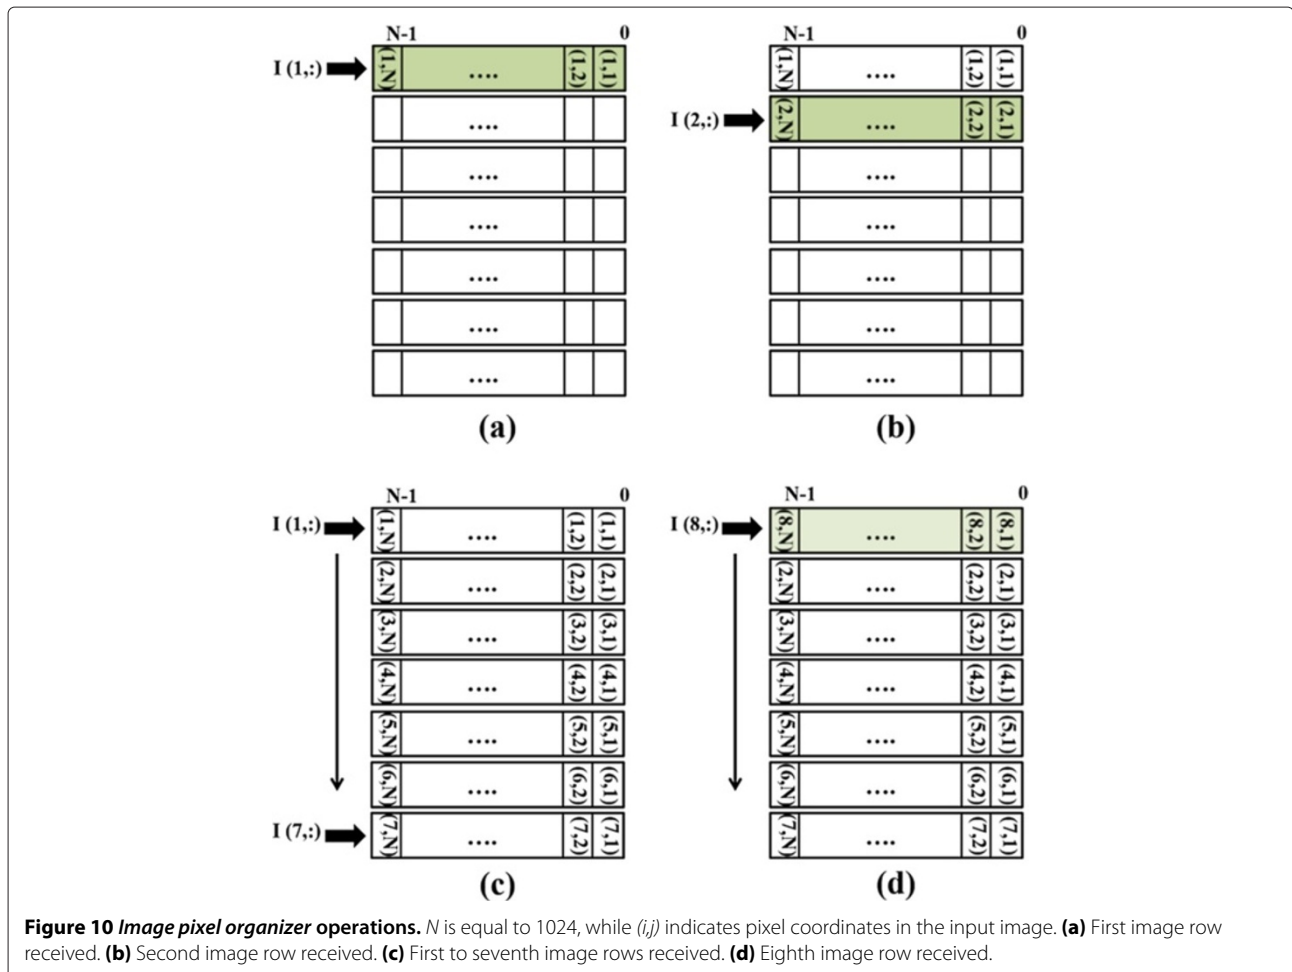 N-1 0
I (1,:) (1,N) .... (1,2) (1,1)
....
....
....
....
....
....
(a)
N-1 0
(1,N) .... (1,2) (1,1)
I (2,:) (2,N) .... (2,2) (2,1)
....
....
....
....
....
(b)
N-1 0
I (1,:) (1,N) .... (1,2) (1,1)
(2,N) .... (2,2) (2,1)
(3,N) .... (3,2) (3,1)
(4,N) .... (4,2) (4,1)
(5,N) .... (5,2) (5,1)
(6,N) .... (6,2) (6,1)
I (7,:) (7,N) .... (7,2) (7,1)
(c)
N-1 0
I (8,:) (8,N) .... (8,2) (8,1)
(2,N) .... (2,2) (2,1)
(3,N) .... (3,2) (3,1)
(4,N) .... (4,2) (4,1)
(5,N) .... (5,2) (5,1)
(6,N) .... (6,2) (6,1)
(7,N) .... (7,2) (7,1)
(d)
Figure 10 Image pixel organizer operations. N is equal to 1024, while (i,j) indicates pixel coordinates in the input image. (a) First image row
received. (b) Second image row received. (c) First to seventh image rows received. (d) Eighth image row received.